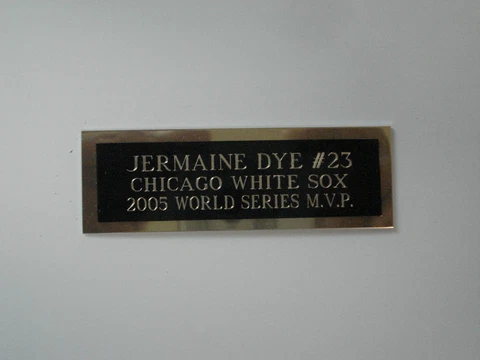 JERMAINE DYE #23
CHICAGO WHITE SOX
2005 WORLD SERIES M.V.P.